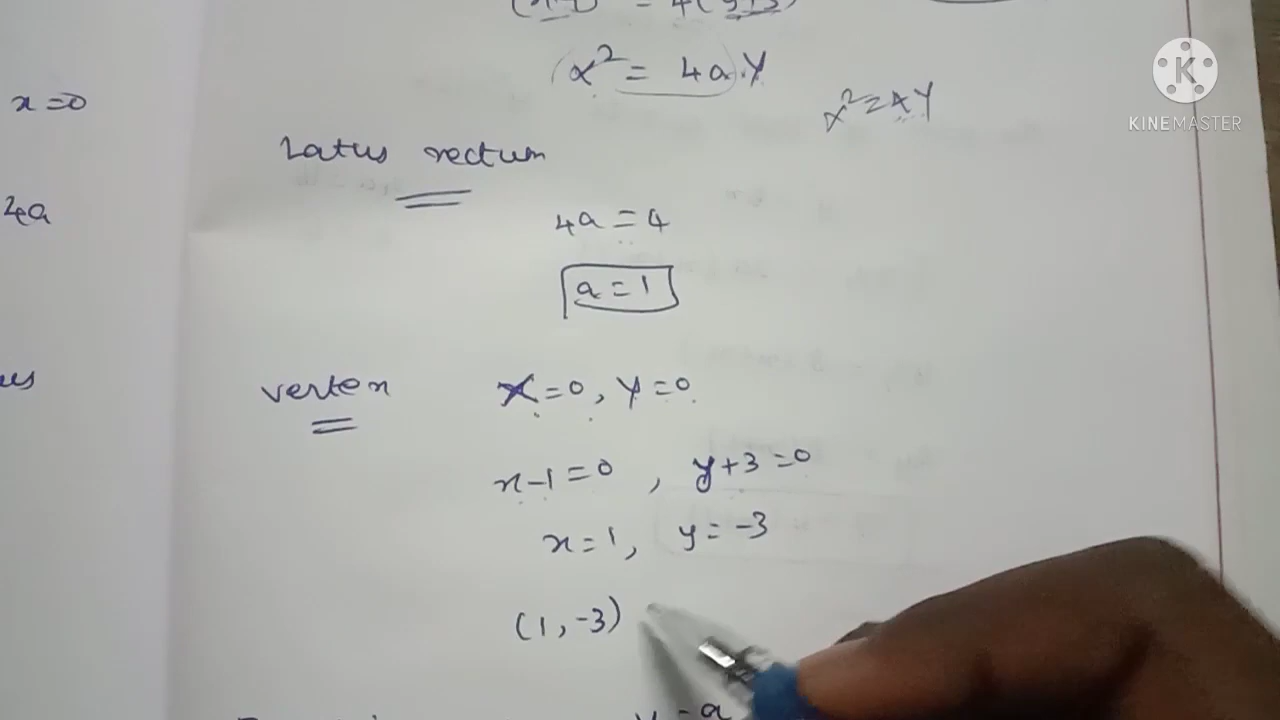 x² = 4a.Y
x² = 4Y
x=0
Latus rectum
4a
4a = 4
a = 1
vertex X=0, Y=0
x-1=0, y+3=0
x=1, y=-3
(1,-3)
KINEMASTER